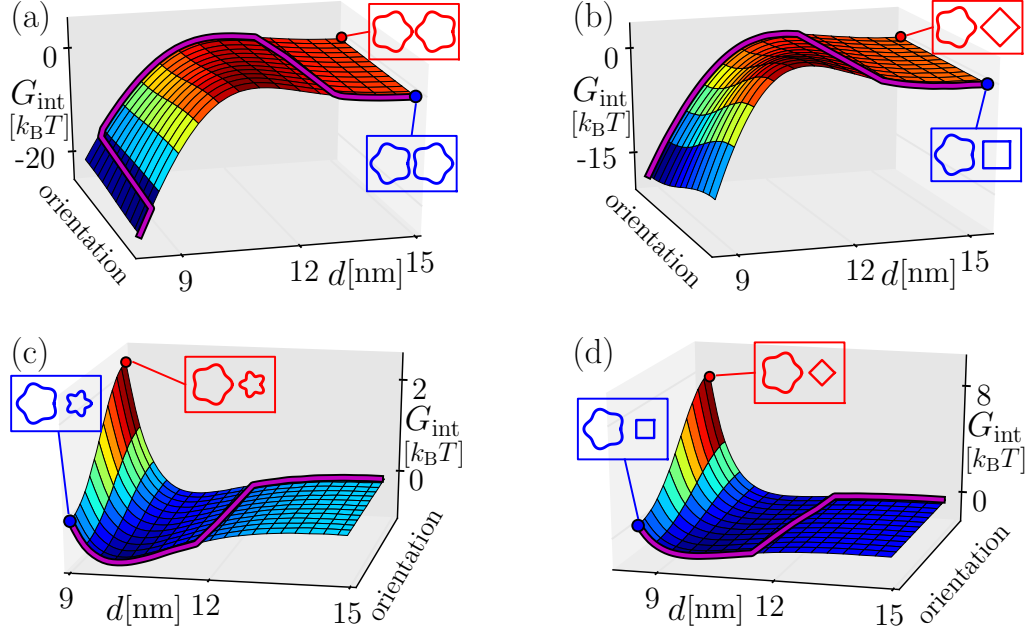 (a)
0
G_int
[k_BT]
-20
orientation
9
12
15
d[nm]
(b)
0
G_int
[k_BT]
-15
orientation
9
12
15
d[nm]
(c)
2
G_int
[k_BT]
0
orientation
9
12
15
d[nm]
(d)
8
G_int
[k_BT]
0
orientation
9
12
15
d[nm]